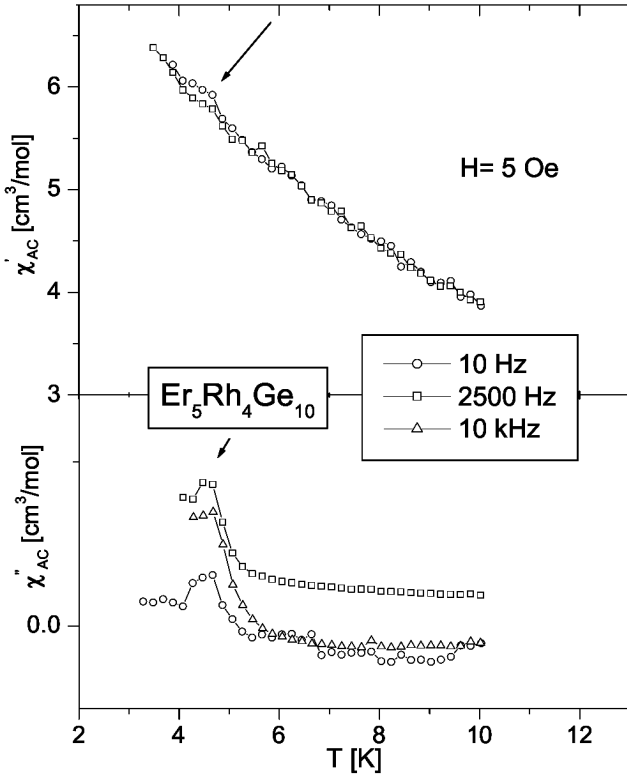 6
5
4
3
χ'AC [cm³/mol]
H= 5 Oe
Er₅Rh₄Ge₁₀
10 Hz
2500 Hz
10 kHz
χ''AC [cm³/mol]
0.0
2 4 6 8 10 12
T [K]